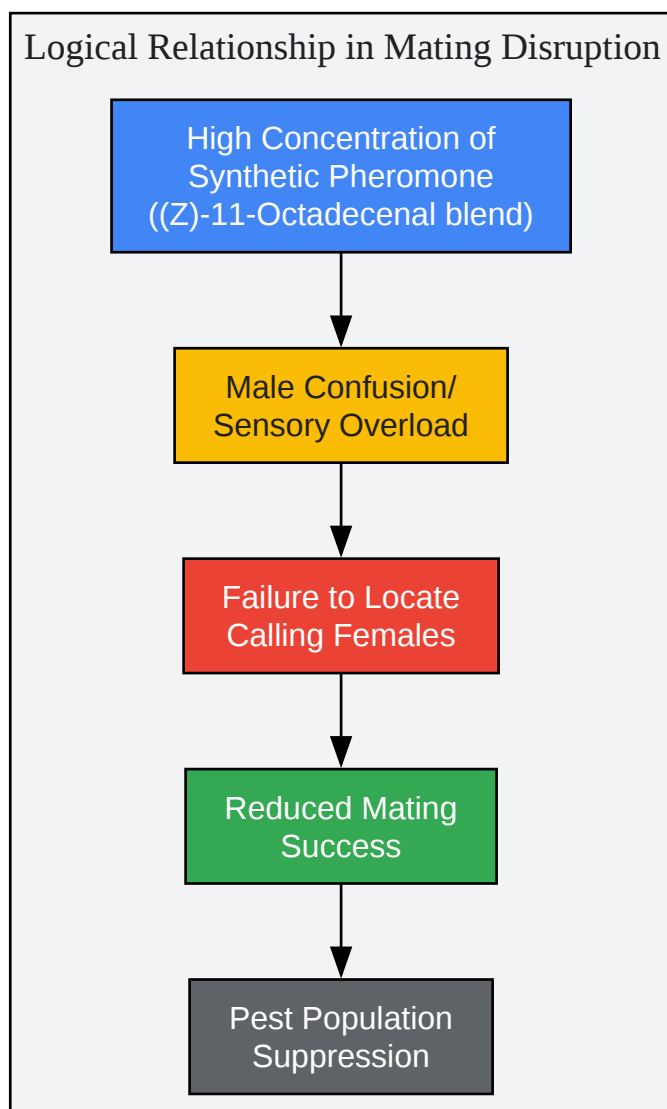 Logical Relationship in Mating Disruption
High Concentration of
Synthetic Pheromone
((Z)-11-Octadecenal blend)
Male Confusion/
Sensory Overload
Failure to Locate
Calling Females
Reduced Mating
Success
Pest Population
Suppression